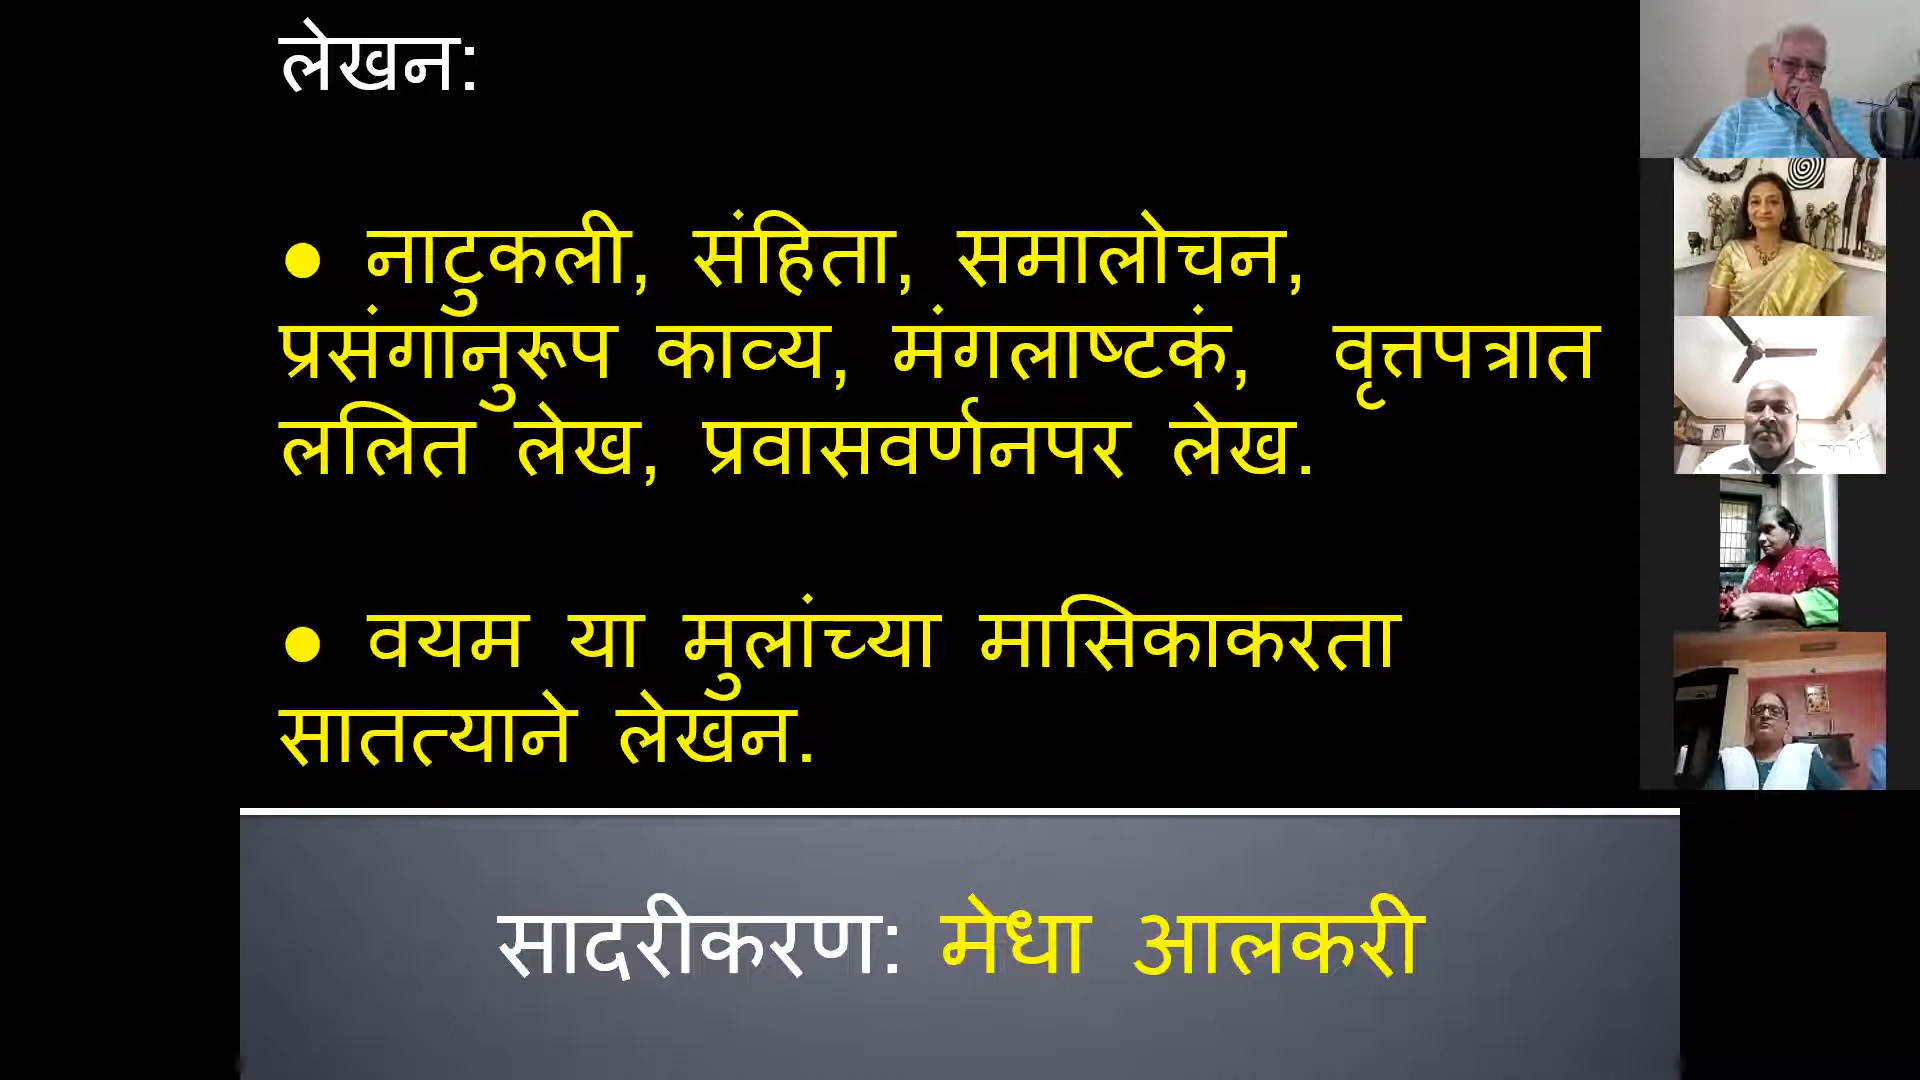 लेखन:
● नाटुकली, संहिता, समालोचन,
प्रसंगानुरूप काव्य, मंगलाष्टकं, वृत्तपत्रात
ललित लेख, प्रवासवर्णनपर लेख.
● वयम या मुलांच्या मासिकाकरता
सातत्याने लेखन.
सादरीकरण: मेधा आलकरी